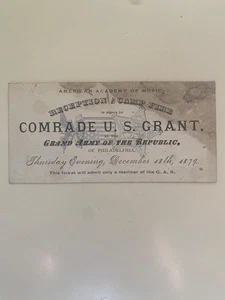 AMERICAN ACADEMY OF MUSIC.
RECEPTION & CAMP FIRE
COMRADE U. S. GRANT,
GRAND ARMY OF THE REPUBLIC,
OF PHILADELPHIA,
Thursday Evening, December 18th, 1879.
This ticket will admit only a member of the G. A. R.